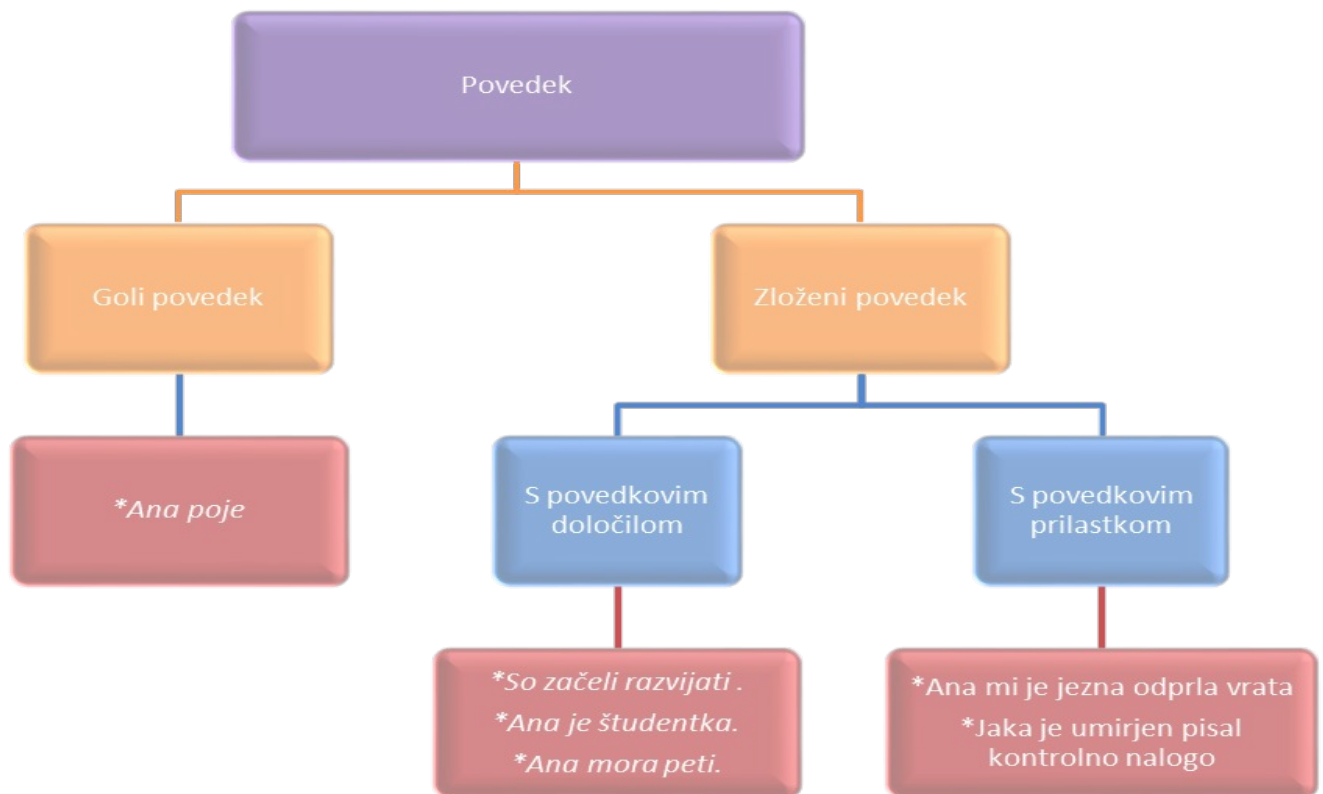 Povedek
Goli povedek
Zloženi povedek
*Ana poje
S povedkovim
določilom
S povedkovim
prilastkom
*So začeli razvijati .
*Ana je študentka.
*Ana mora peti.
*Ana mi je jezna odprla vrata
*Jaka je umirjen pisal
kontrolno nalogo